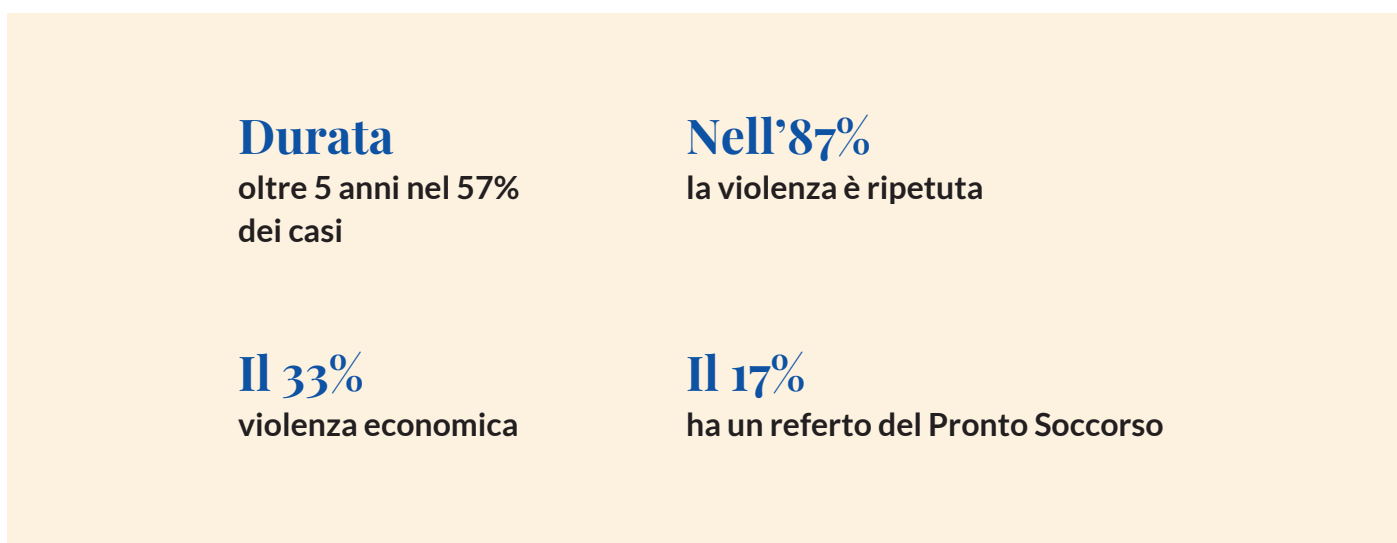 Durata
oltre 5 anni nel 57%
dei casi
Nell’87%
la violenza è ripetuta
Il 33%
violenza economica
Il 17%
ha un referto del Pronto Soccorso